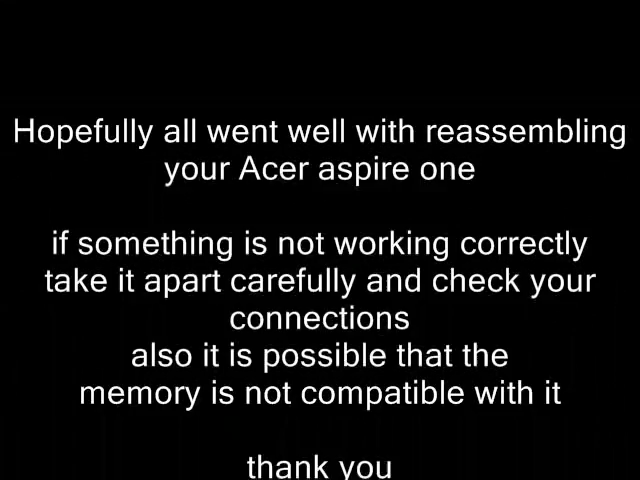 Hopefully all went well with reassembling
your Acer aspire one
if something is not working correctly
take it apart carefully and check your
connections
also it is possible that the
memory is not compatible with it
thank you